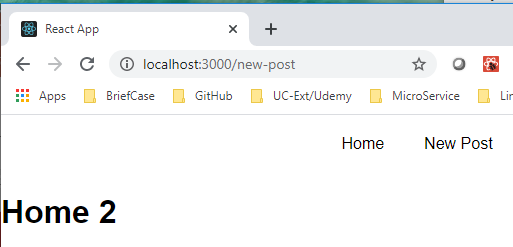 React App
localhost:3000/new-post
Apps BriefCase GitHub UC-Ext/Udemy MicroService
Home New Post
Home 2